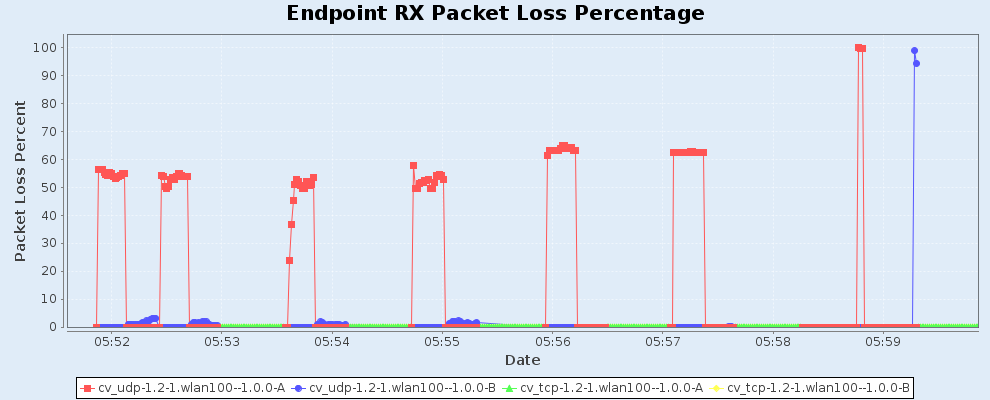 Endpoint RX Packet Loss Percentage
Packet Loss Percent
100
90
80
70
60
50
40
30
20
10
0
05:52 05:53 05:54 05:55 05:56 05:57 05:58 05:59
Date
cv_udp-1.2-1.wlan100--1.0.0-A cv_udp-1.2-1.wlan100--1.0.0-B cv_tcp-1.2-1.wlan100--1.0.0-A cv_tcp-1.2-1.wlan100--1.0.0-B